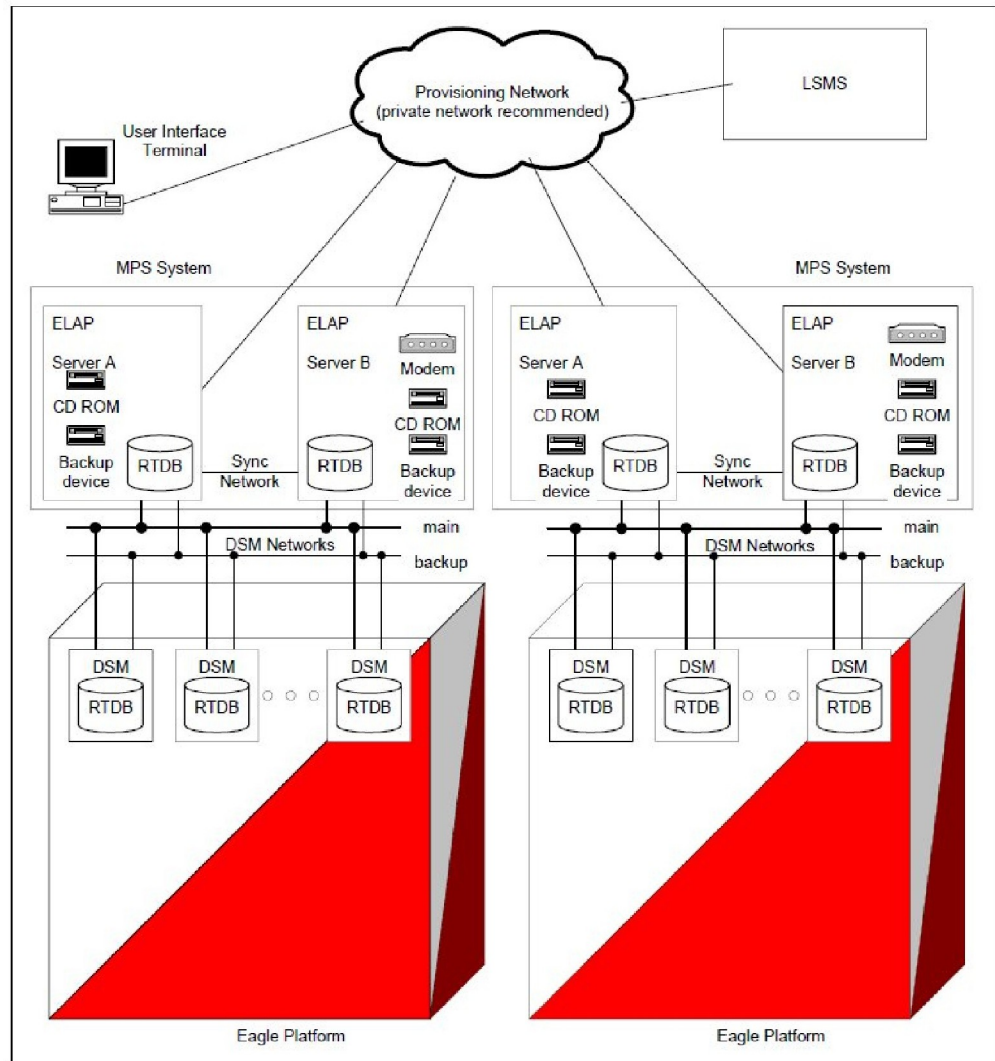 Provisioning Network
(private network recommended)
LSMS
User Interface
Terminal
MPS System
MPS System
ELAP
Server A
CD ROM
Backup
device
RTDB
Sync
Network
ELAP
Server B
Modem
CD ROM
RTDB
Backup
device
ELAP
Server A
CD ROM
Backup
device
RTDB
Sync
Network
ELAP
Server B
Modem
CD ROM
RTDB
Backup
device
main
DSM Networks
backup
main
DSM Networks
backup
DSM
RTDB
DSM
RTDB
DSM
RTDB
DSM
RTDB
DSM
RTDB
DSM
RTDB
Eagle Platform
Eagle Platform